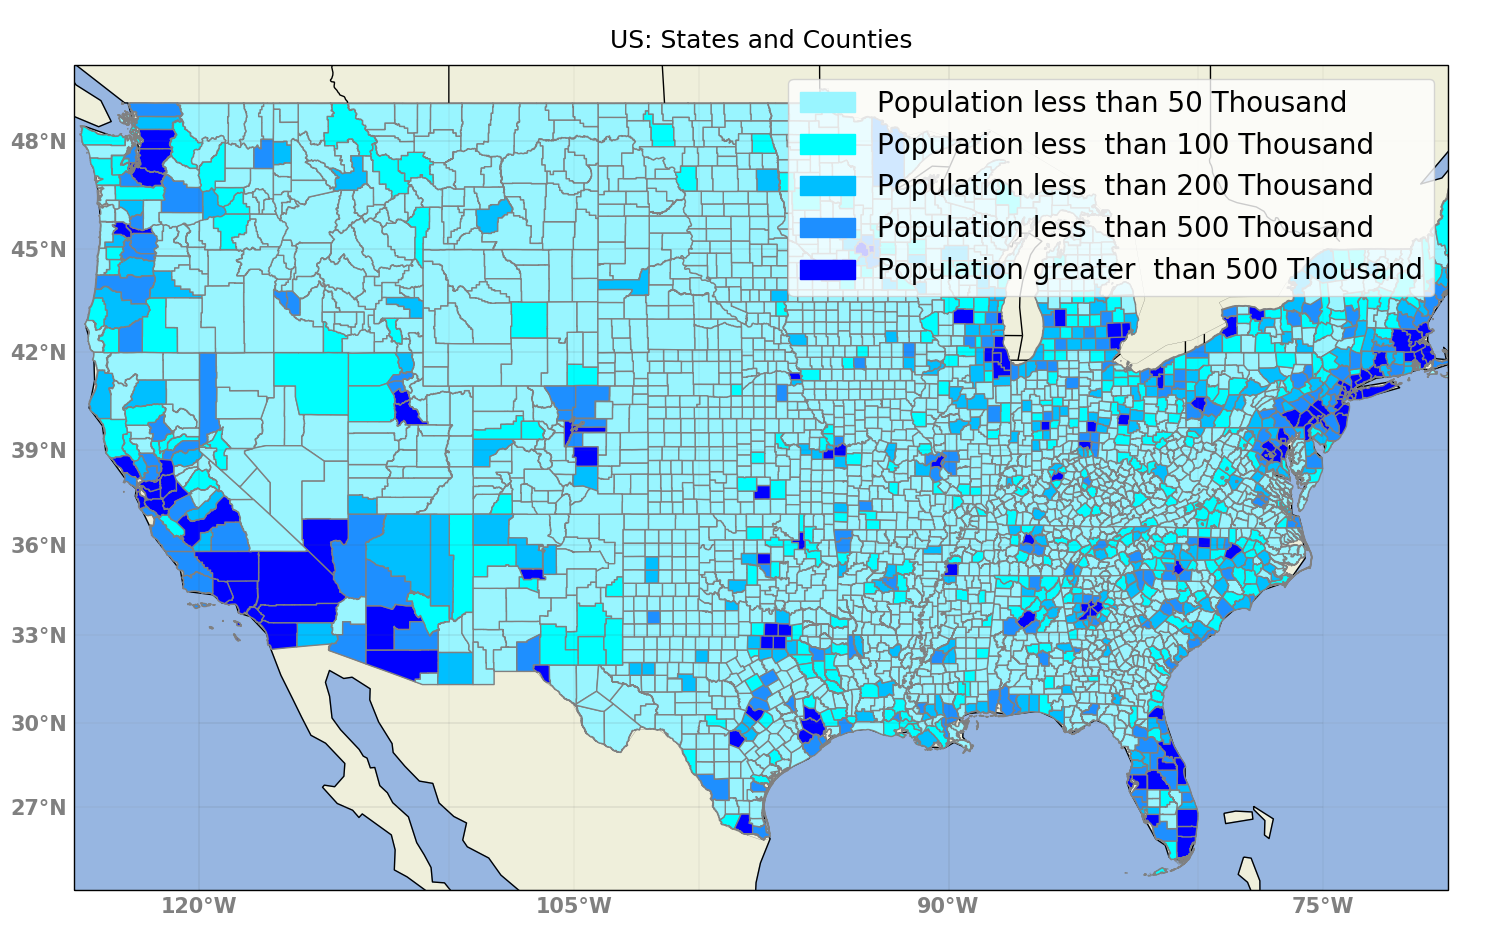 US: States and Counties
Population less than 50 Thousand
Population less  than 100 Thousand
Population less  than 200 Thousand
Population less  than 500 Thousand
Population greater  than 500 Thousand
48°N
45°N
42°N
39°N
36°N
33°N
30°N
27°N
120°W
105°W
90°W
75°W